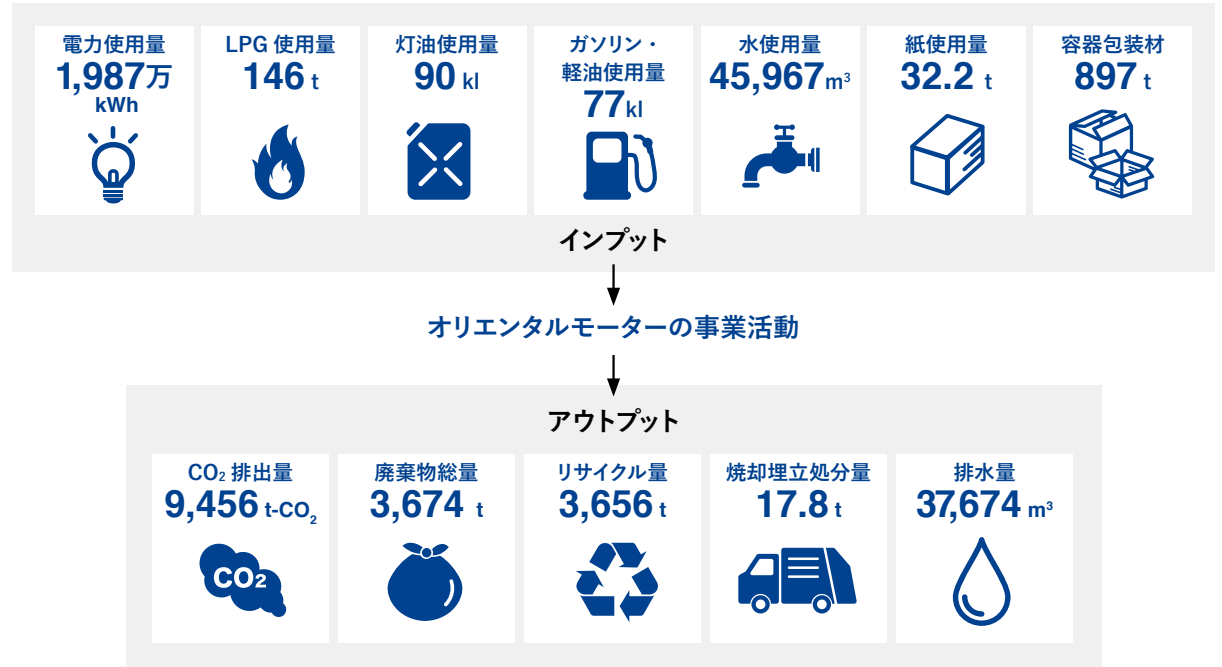 電力使用量
1,987万
kWh
LPG 使用量
146 t
灯油使用量
90 kl
ガソリン・
軽油使用量
77kl
水使用量
45,967m³
紙使用量
32.2 t
容器包装材
897 t
インプット
オリエンタルモーターの事業活動
アウトプット
CO₂ 排出量
9,456 t-CO₂
CO₂
廃棄物総量
3,674 t
リサイクル量
3,656 t
焼却埋立処分量
17.8 t
排水量
37,674 m³